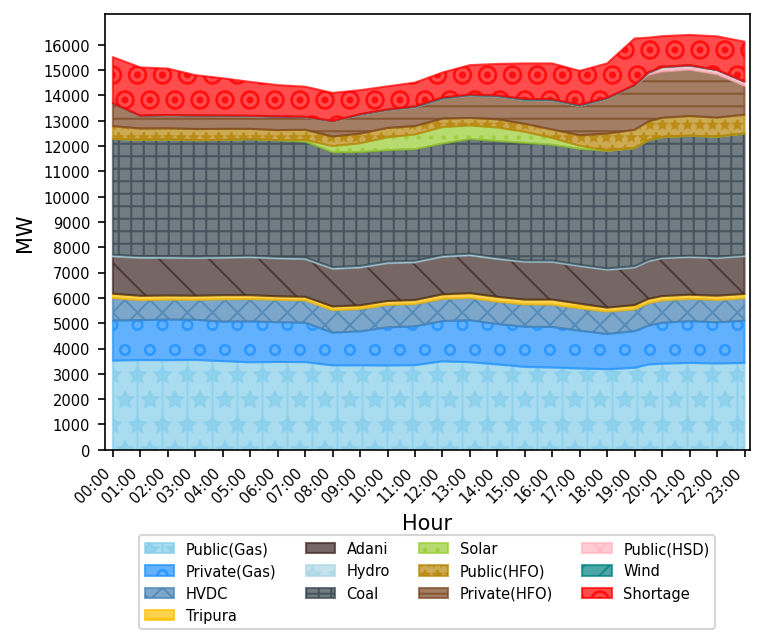 MW
16000
15000
14000
13000
12000
11000
10000
9000
8000
7000
6000
5000
4000
3000
2000
1000
0
00:00 01:00 02:00 03:00 04:00 05:00 06:00 07:00 08:00 09:00 10:00 11:00 12:00 13:00 14:00 15:00 16:00 17:00 18:00 19:00 20:00 21:00 22:00 23:00
Hour
Public(Gas) Adani Solar Public(HSD)
Private(Gas) Hydro Public(HFO) Wind
HVDC Coal Private(HFO) Shortage
Tripura